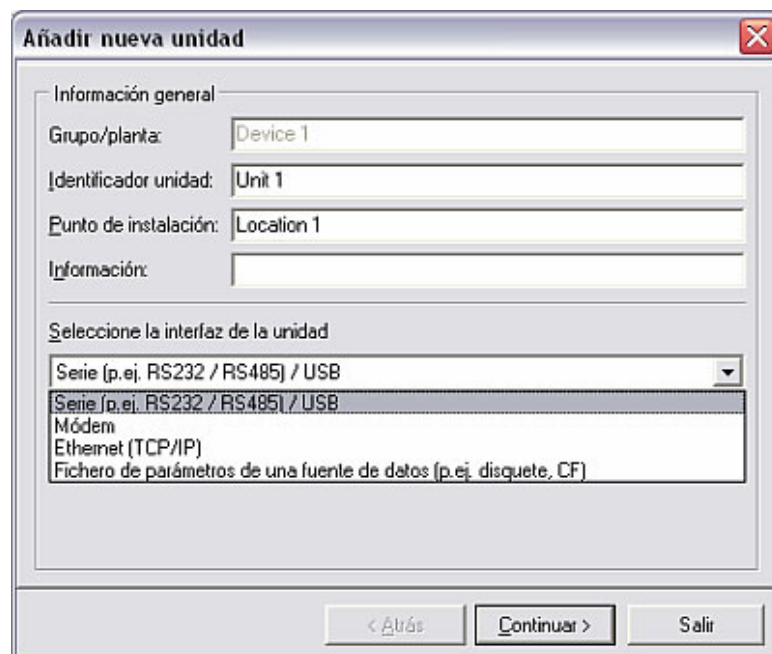 Añadir nueva unidad
Información general
Grupo/planta: Device 1
Identificador unidad: Unit 1
Punto de instalación: Location 1
Información:
Seleccione la interfaz de la unidad
Serie (p.ej. RS232 / RS485) / USB
Serie (p.ej. RS232 / RS485) / USB
Módem
Ethernet (TCP/IP)
Fichero de parámetros de una fuente de datos (p.ej. disquete, CF)
< Atrás Continuar > Salir